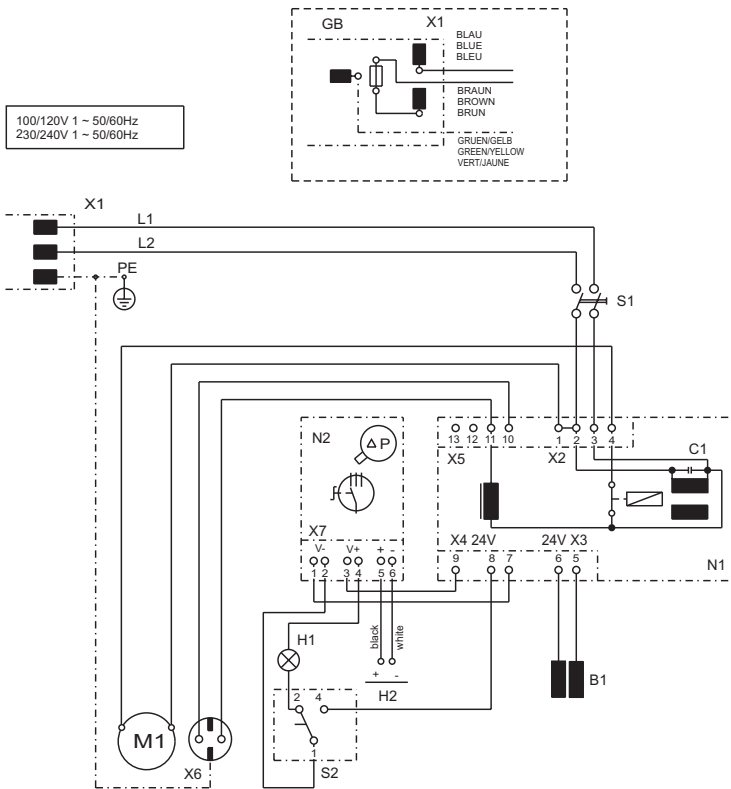 GB X1
BLAU
BLUE
BLEU
BRAUN
BROWN
BRUN
GRUEN/GELB
GREEN/YELLOW
VERT/JAUNE
100/120V 1 ~ 50/60Hz
230/240V 1 ~ 50/60Hz
X1
L1
L2
PE
S1
N2
Δ P
13 12 11 10 1 2 3 4
X5 X2 C1
X7
V- V+ + -
1 2 3 4 5 6
X4 24V 24V X3
9 8 7 6 5
N1
black
white
H1
+ -
H2
B1
2 4
1
M1
X6
S2